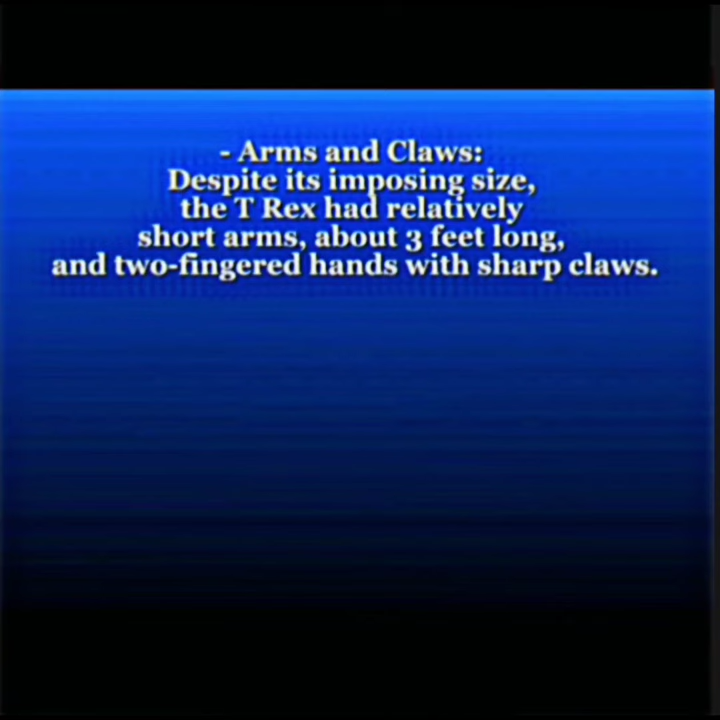 - Arms and Claws:
Despite its imposing size,
the T Rex had relatively
short arms, about 3 feet long,
and two-fingered hands with sharp claws.